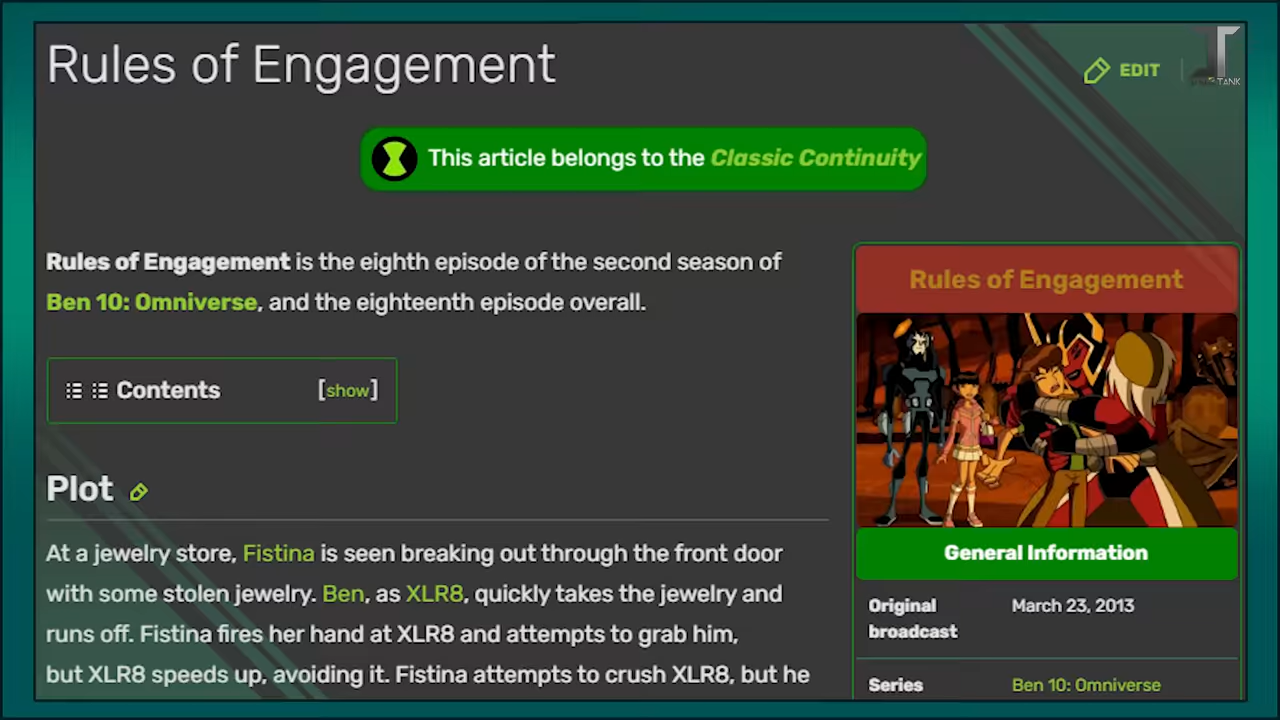 Rules of Engagement
EDIT
TANK
This article belongs to the Classic Continuity
Rules of Engagement is the eighth episode of the second season of
Ben 10: Omniverse, and the eighteenth episode overall.
Contents [show]
Plot
At a jewelry store, Fistina is seen breaking out through the front door
with some stolen jewelry. Ben, as XLR8, quickly takes the jewelry and
runs off. Fistina fires her hand at XLR8 and attempts to grab him,
but XLR8 speeds up, avoiding it. Fistina attempts to crush XLR8, but he
Rules of Engagement
General Information
Original broadcast March 23, 2013
Series Ben 10: Omniverse